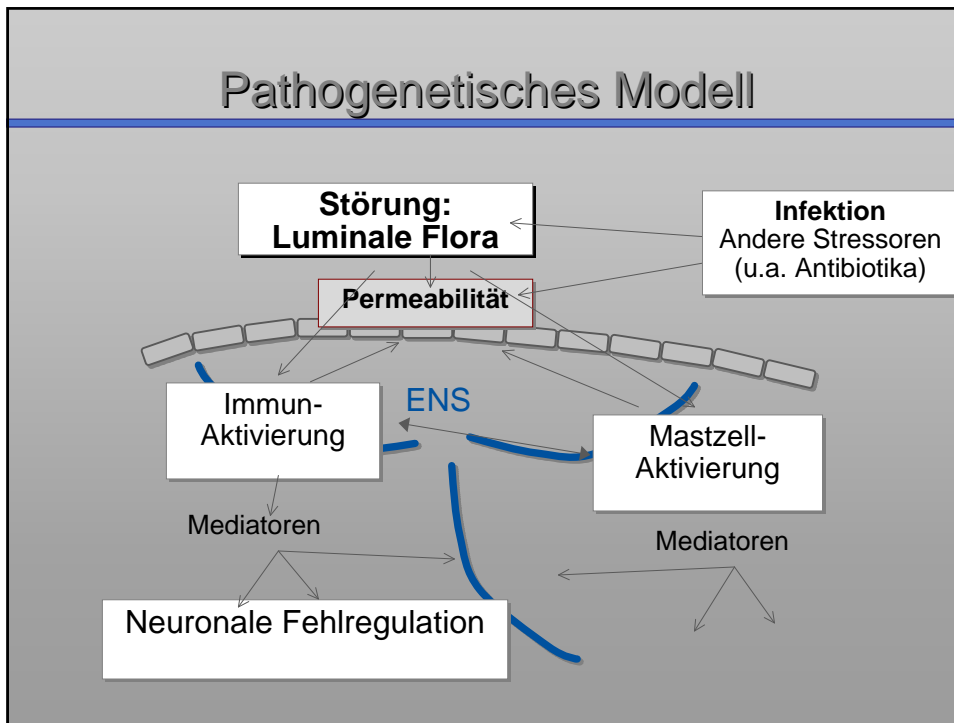 Pathogenetisches Modell
Störung:
Luminale Flora
Infektion
Andere Stressoren
(u.a. Antibiotika)
Permeabilität
Immun-
Aktivierung
ENS
Mastzell-
Aktivierung
Mediatoren
Mediatoren
Neuronale Fehlregulation